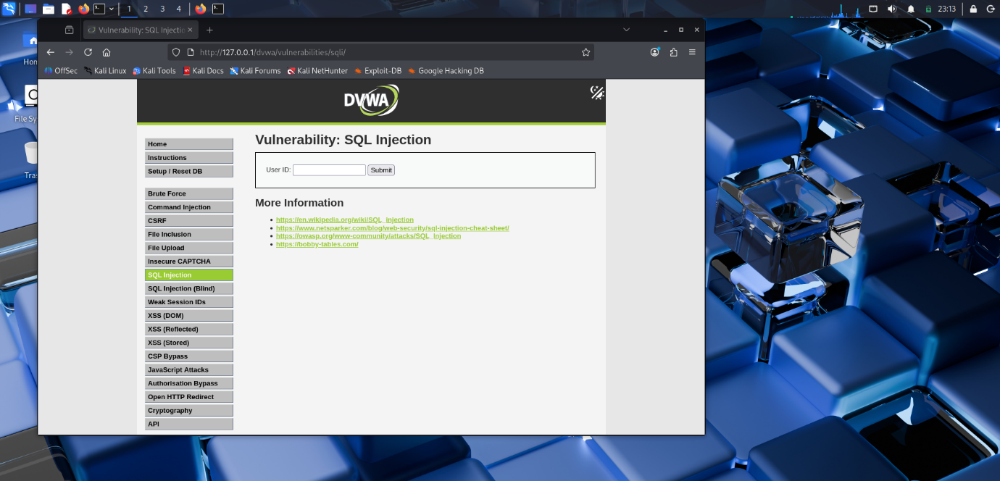 1 2 3 4
23:13
Vulnerability: SQL Injectio
http://127.0.0.1/dvwa/vulnerabilities/sqli/
OffSec Kali Linux Kali Tools Kali Docs Kali Forums Kali NetHunter Exploit-DB Google Hacking DB
DVWA
Home
Instructions
Setup / Reset DB
Brute Force
Command Injection
CSRF
File Inclusion
File Upload
Insecure CAPTCHA
SQL Injection
SQL Injection (Blind)
Weak Session IDs
XSS (DOM)
XSS (Reflected)
XSS (Stored)
CSP Bypass
JavaScript Attacks
Authorisation Bypass
Open HTTP Redirect
Cryptography
API
Vulnerability: SQL Injection
User ID: Submit
More Information
https://en.wikipedia.org/wiki/SQL_injection
https://www.netsparker.com/blog/web-security/sql-injection-cheat-sheet/
https://owasp.org/www-community/attacks/SQL_Injection
https://bobby-tables.com/
Hom
File Sy
Tra